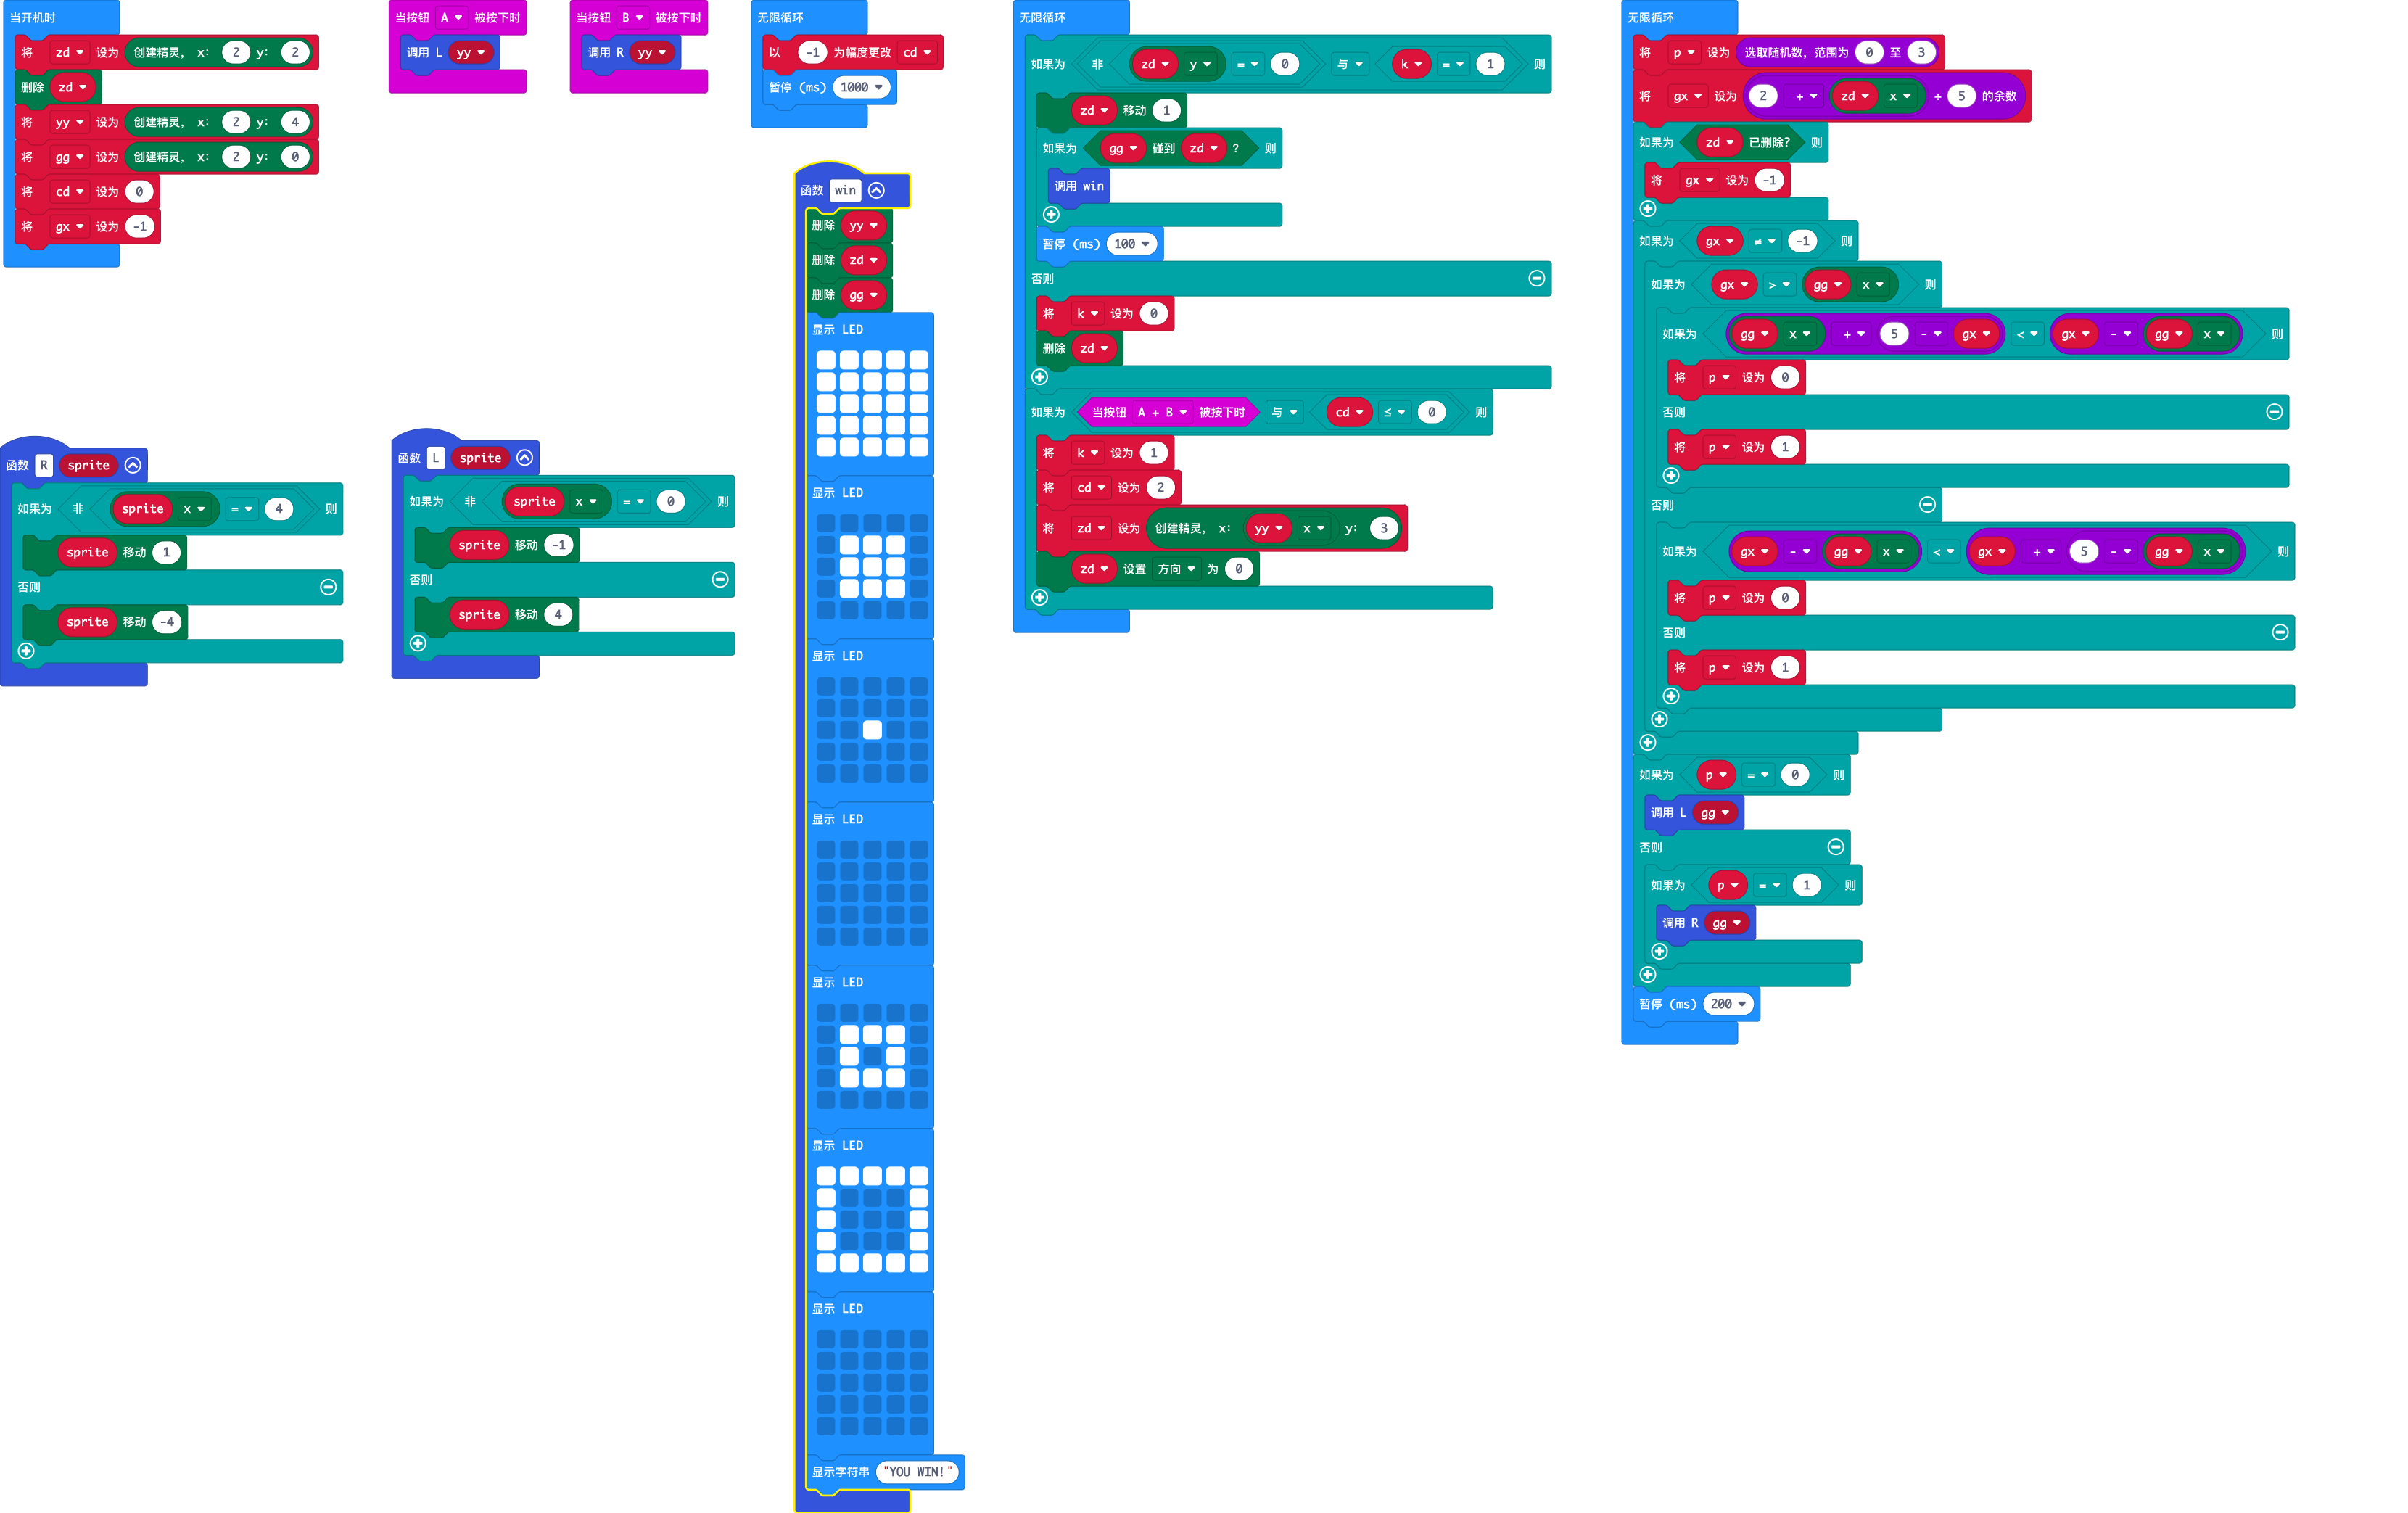 当开机时
将 zd 设为 创建精灵, x: 2 y: 2
删除 zd
将 yy 设为 创建精灵, x: 2 y: 4
将 gg 设为 创建精灵, x: 2 y: 0
将 cd 设为 0
将 gx 设为 -1
当按钮 A 被按下时
调用 L yy
当按钮 B 被按下时
调用 R yy
无限循环
以 -1 为幅度更改 cd
暂停 (ms) 1000
函数 R sprite
如果为 非 sprite x = 4 则
sprite 移动 1
否则
sprite 移动 -4
函数 L sprite
如果为 非 sprite x = 0 则
sprite 移动 -1
否则
sprite 移动 4
函数 win
删除 yy
删除 zd
删除 gg
显示 LED
显示 LED
显示 LED
显示 LED
显示 LED
显示 LED
显示 LED
显示字符串 "YOU WIN!"
无限循环
如果为 非 zd y = 0 与 k = 1 则
zd 移动 1
如果为 gg 碰到 zd ? 则
调用 win
暂停 (ms) 100
否则
将 k 设为 0
删除 zd
如果为 当按钮 A + B 被按下时 与 cd ≤ 0 则
将 k 设为 1
将 cd 设为 2
将 zd 设为 创建精灵, x: yy x y: 3
zd 设置 方向 为 0
无限循环
将 p 设为 选取随机数, 范围为 0 至 3
将 gx 设为 2 + zd x ÷ 5 的余数
如果为 zd 已删除? 则
将 gx 设为 -1
如果为 gx ≠ -1 则
如果为 gx > gg x 则
如果为 gg x + 5 - gx < gx - gg x 则
将 p 设为 0
否则
将 p 设为 1
否则
如果为 gx - gg x < gx + 5 - gg x 则
将 p 设为 0
否则
将 p 设为 1
如果为 p = 0 则
调用 L gg
否则
如果为 p = 1 则
调用 R gg
暂停 (ms) 200